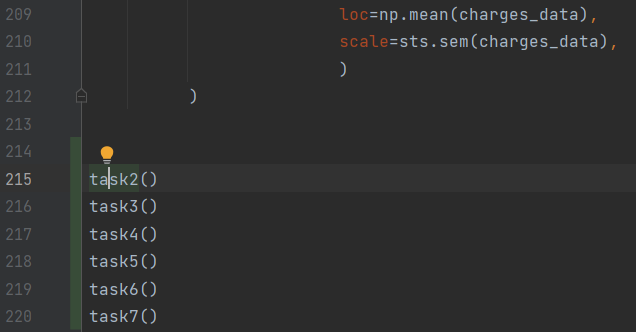 209 loc=np.mean(charges_data),
210 scale=sts.sem(charges_data),
211 )
212 )
213
214
215 task2()
216 task3()
217 task4()
218 task5()
219 task6()
220 task7()